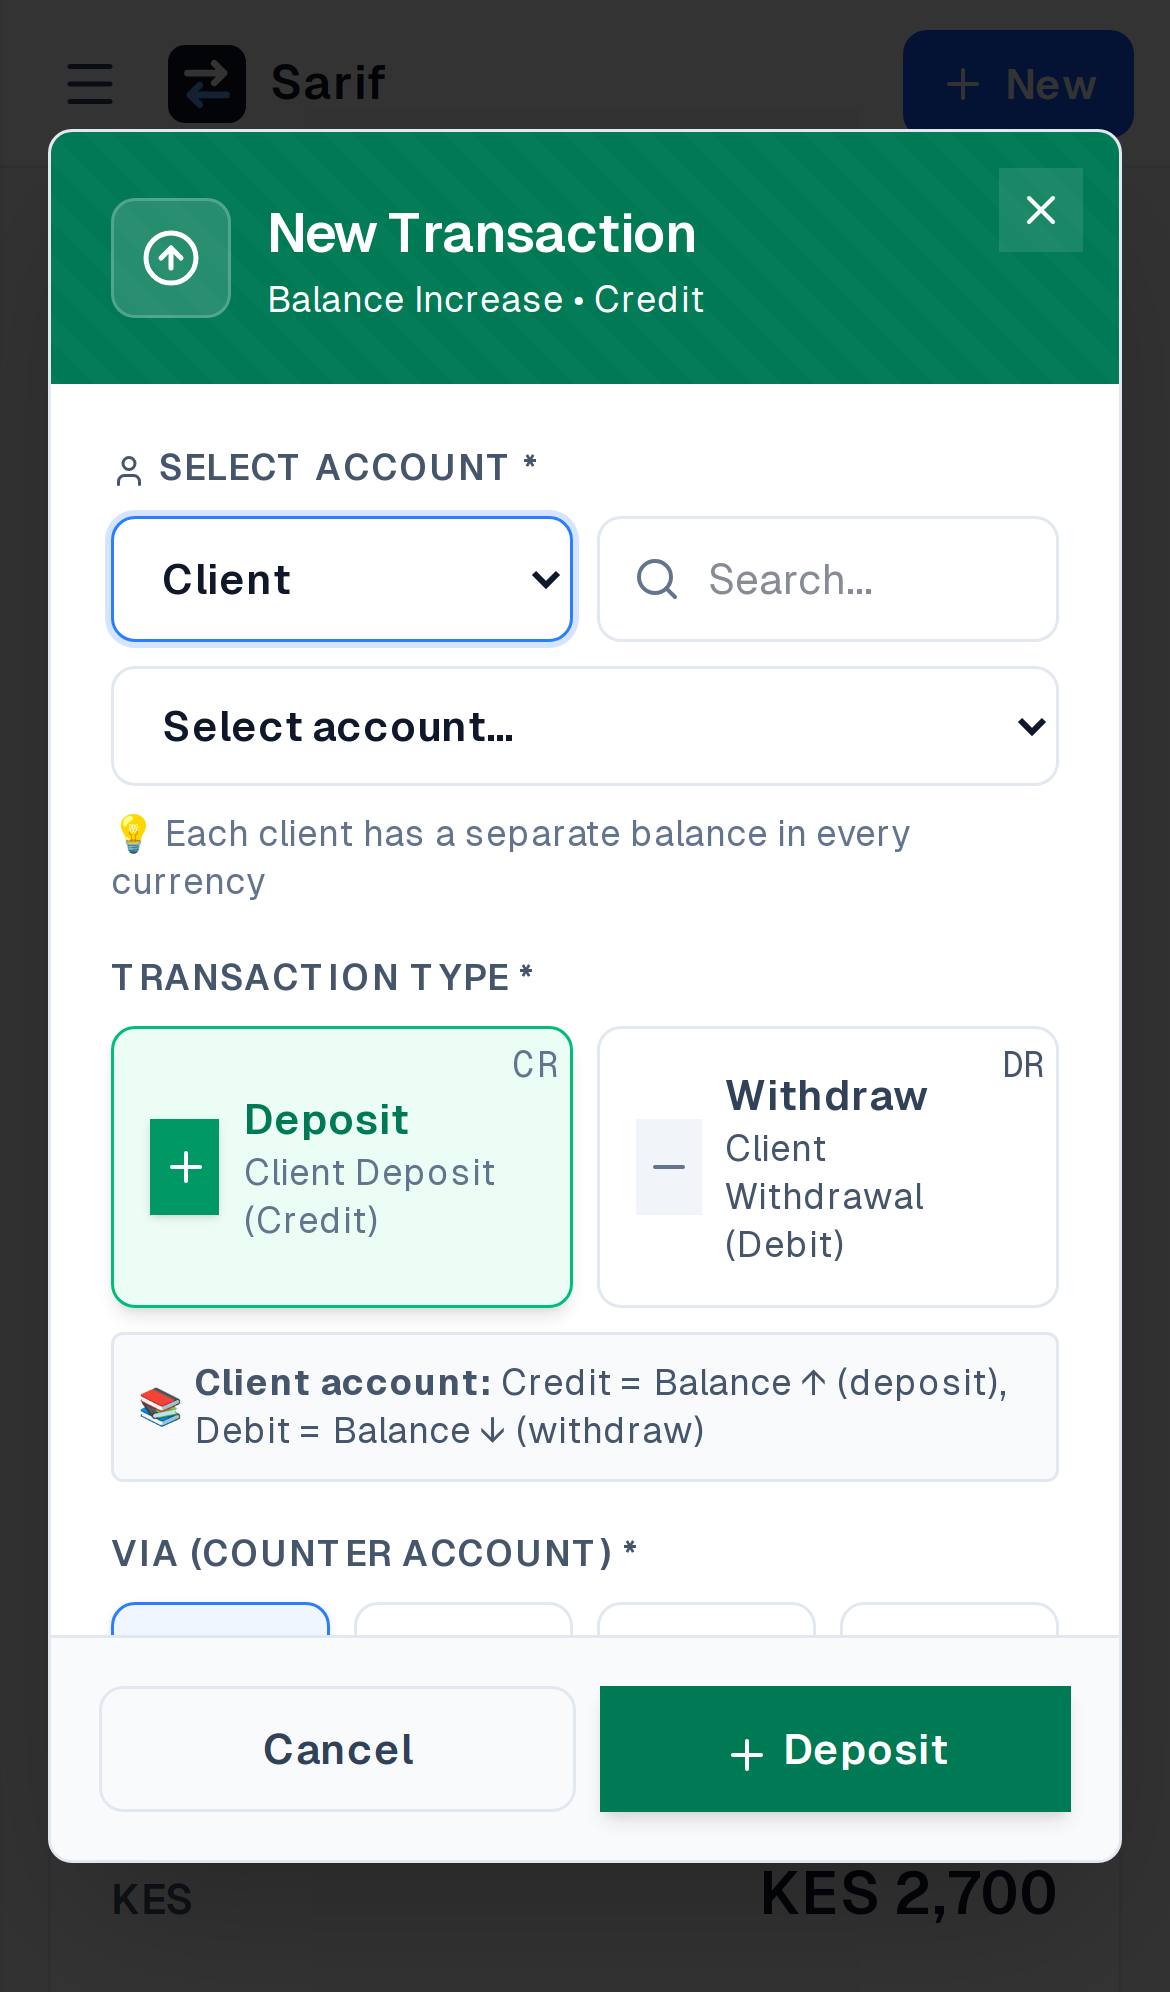 Sarif
New
New Transaction
Balance Increase • Credit
SELECT ACCOUNT *
Client
Search...
Select account...
💡 Each client has a separate balance in every
currency
TRANSACTION TYPE *
CR
Deposit
Client Deposit
(Credit)
DR
Withdraw
Client
Withdrawal
(Debit)
📚 Client account: Credit = Balance ↑ (deposit),
Debit = Balance ↓ (withdraw)
VIA (COUNTER ACCOUNT) *
Cancel
Deposit
KES
KES 2,700